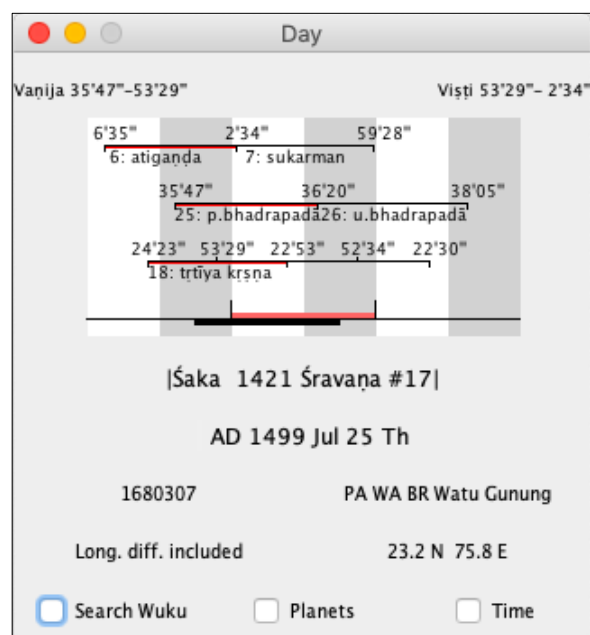 Day
Vaṇija 35'47"-53'29" Viṣṭi 53'29"- 2'34"
6'35" 2'34" 59'28"
6: atigaṇḍa 7: sukarman
35'47" 36'20" 38'05"
25: p.bhadrapadā26: u.bhadrapadā
24'23" 53'29" 22'53" 52'34" 22'30"
18: tṛtīya kṛṣṇa
|Śaka 1421 Śravaṇa #17|
AD 1499 Jul 25 Th
1680307 PA WA BR Watu Gunung
Long. diff. included 23.2 N 75.8 E
Search Wuku Planets Time